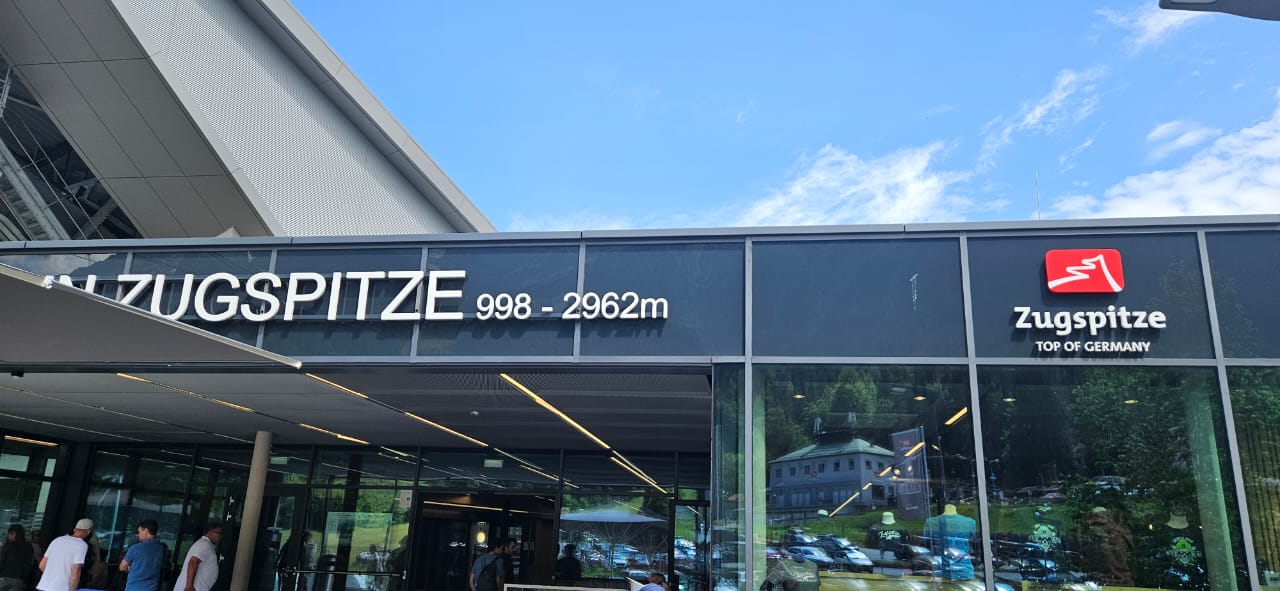 ZUGSPITZE 998 - 2962m
Zugspitze
TOP OF GERMANY